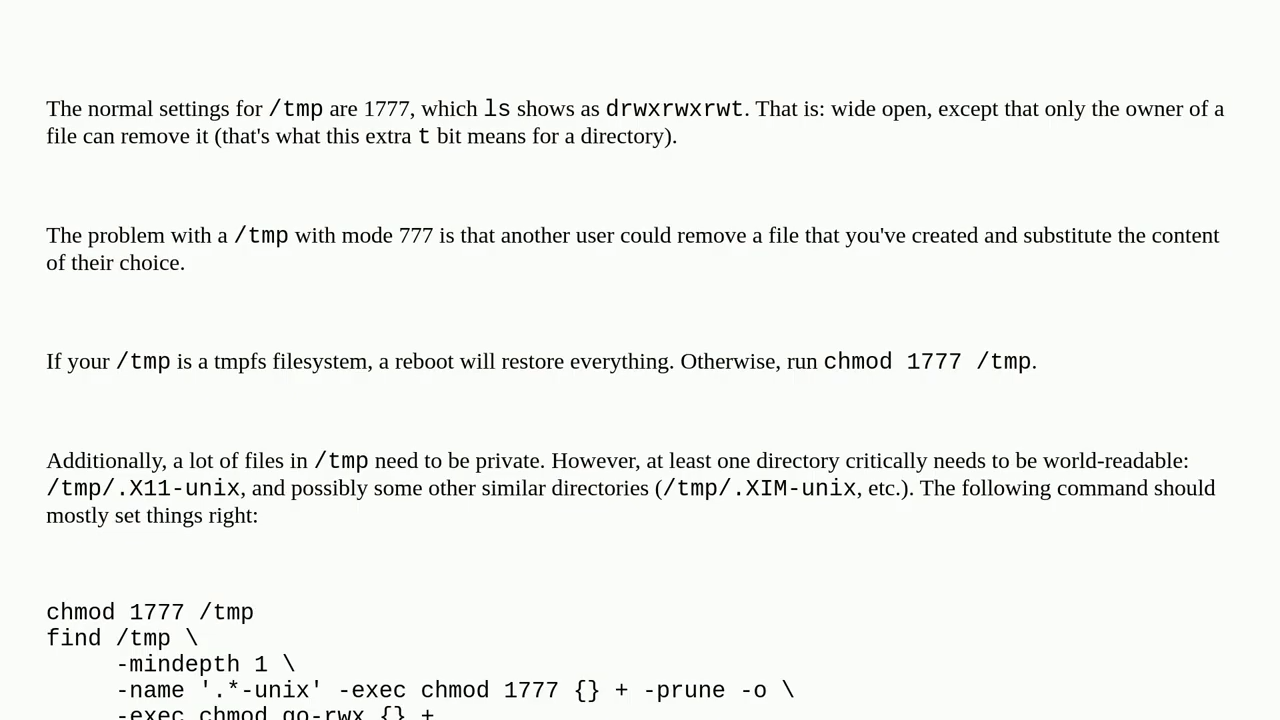 The normal settings for /tmp are 1777, which ls shows as drwxrwxrwt. That is: wide open, except that only the owner of a
file can remove it (that's what this extra t bit means for a directory).
The problem with a /tmp with mode 777 is that another user could remove a file that you've created and substitute the content
of their choice.
If your /tmp is a tmpfs filesystem, a reboot will restore everything. Otherwise, run chmod 1777 /tmp.
Additionally, a lot of files in /tmp need to be private. However, at least one directory critically needs to be world-readable:
/tmp/.X11-unix, and possibly some other similar directories (/tmp/.XIM-unix, etc.). The following command should
mostly set things right:
chmod 1777 /tmp
find /tmp \
     -mindepth 1 \
     -name '.*-unix' -exec chmod 1777 {} + -prune -o \
     -exec chmod go-rwx {} +